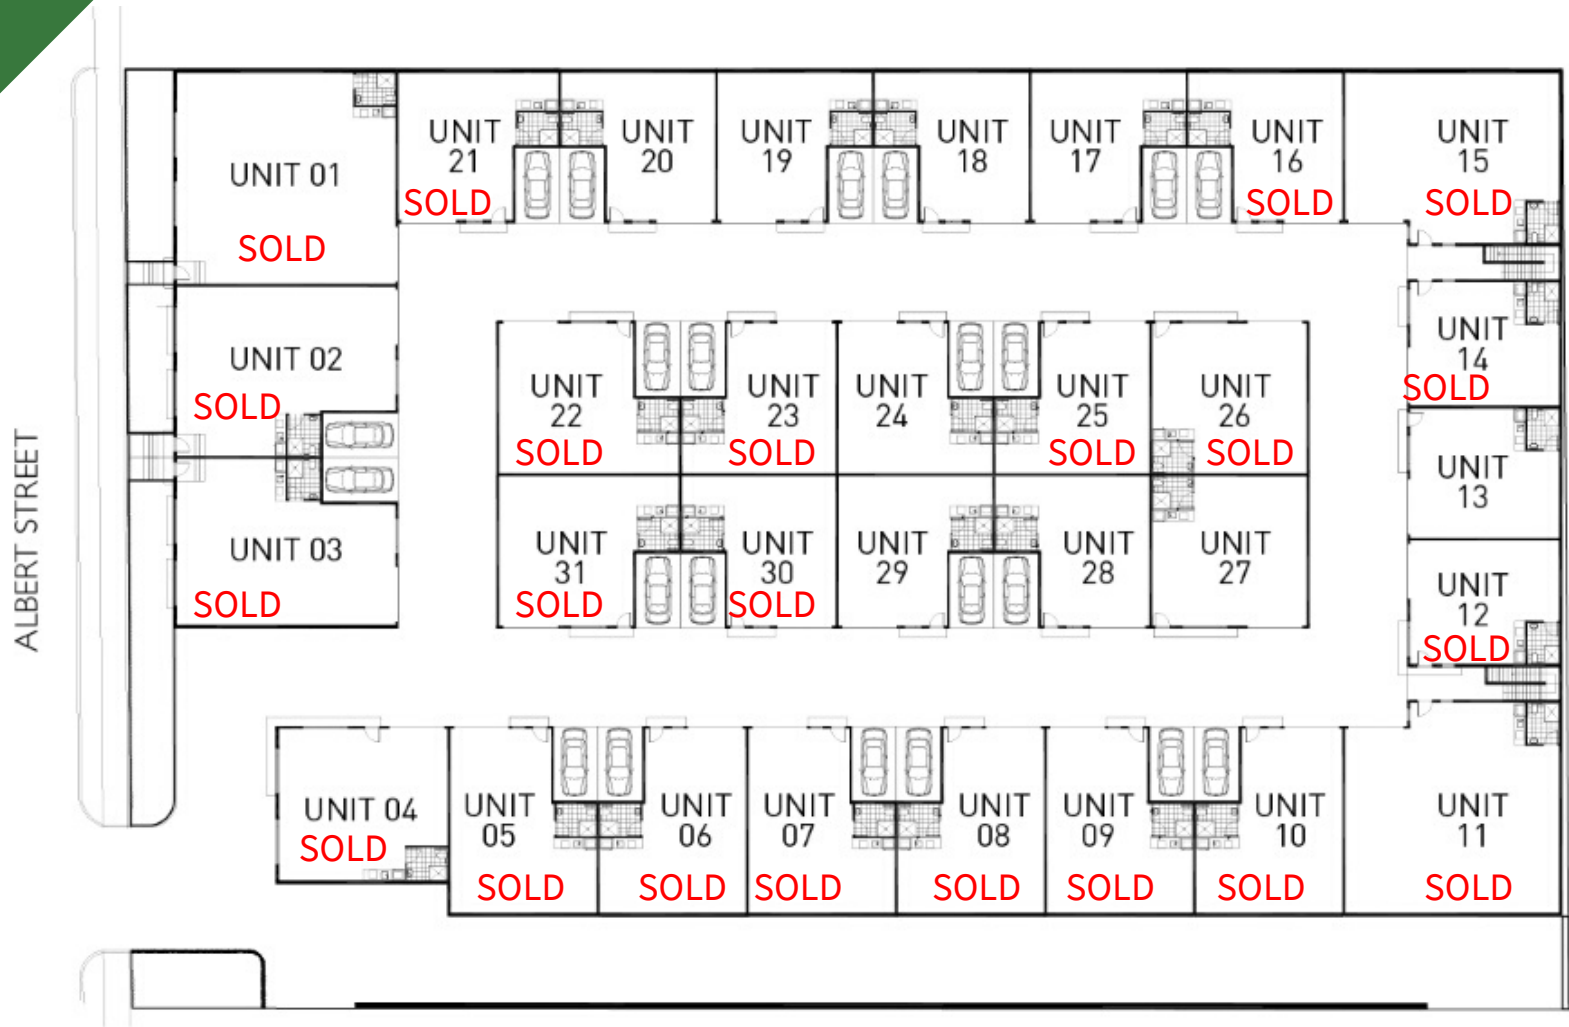 ALBERT STREET
UNIT 01
SOLD
UNIT
21
SOLD
UNIT
20
UNIT
19
UNIT
18
UNIT
17
UNIT
16
SOLD
UNIT
15
SOLD
UNIT 02
SOLD
UNIT 03
SOLD
UNIT
22
SOLD
UNIT
23
SOLD
UNIT
24
UNIT
25
SOLD
UNIT
26
SOLD
UNIT
14
SOLD
UNIT
13
UNIT
31
SOLD
UNIT
30
SOLD
UNIT
29
UNIT
28
UNIT
27
UNIT
12
SOLD
UNIT 04
SOLD
UNIT
05
SOLD
UNIT
06
SOLD
UNIT
07
SOLD
UNIT
08
SOLD
UNIT
09
SOLD
UNIT
10
SOLD
UNIT
11
SOLD